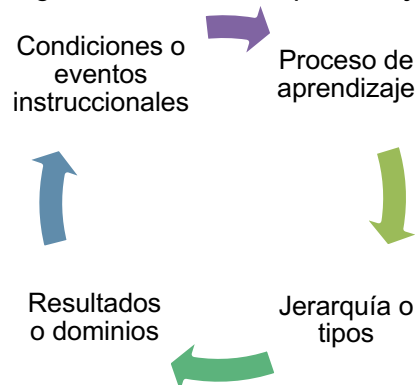 Condiciones o
eventos
instruccionales
Proceso de
aprendizaje
Jerarquía o
tipos
Resultados
o dominios